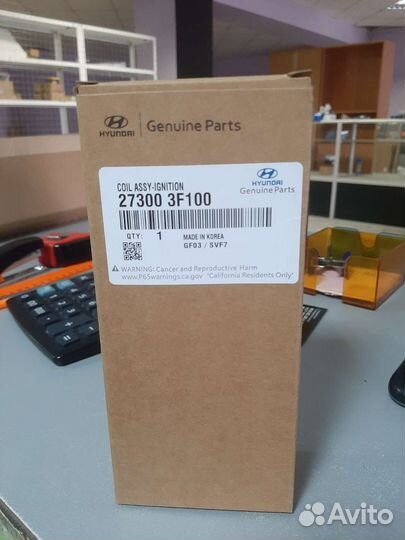 HYUNDAI | Genuine Parts
COIL ASSY-IGNITION
HYUNDAI
27300 3F100
Genuine Parts
QTY: 1 MADE IN KOREA
GF03 / SVF7
WARNING: Cancer and Reproductive Harm
www.P65warnings.ca.gov "California Residents Only"
Avito